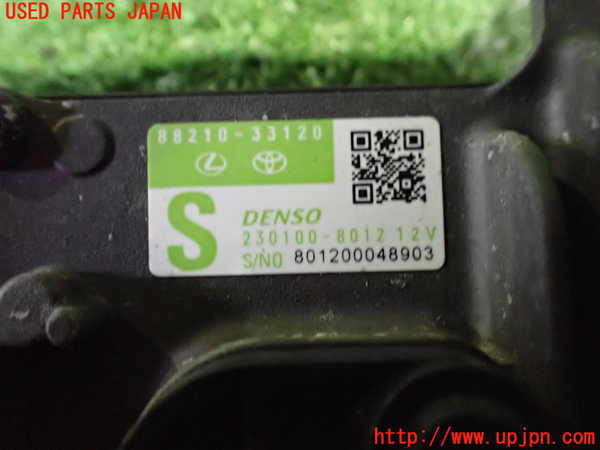 USED PARTS JAPAN
88210-33120
S
DENSO
230100-8012 12V
S/NO 801200048903
http://www.upjpn.com/